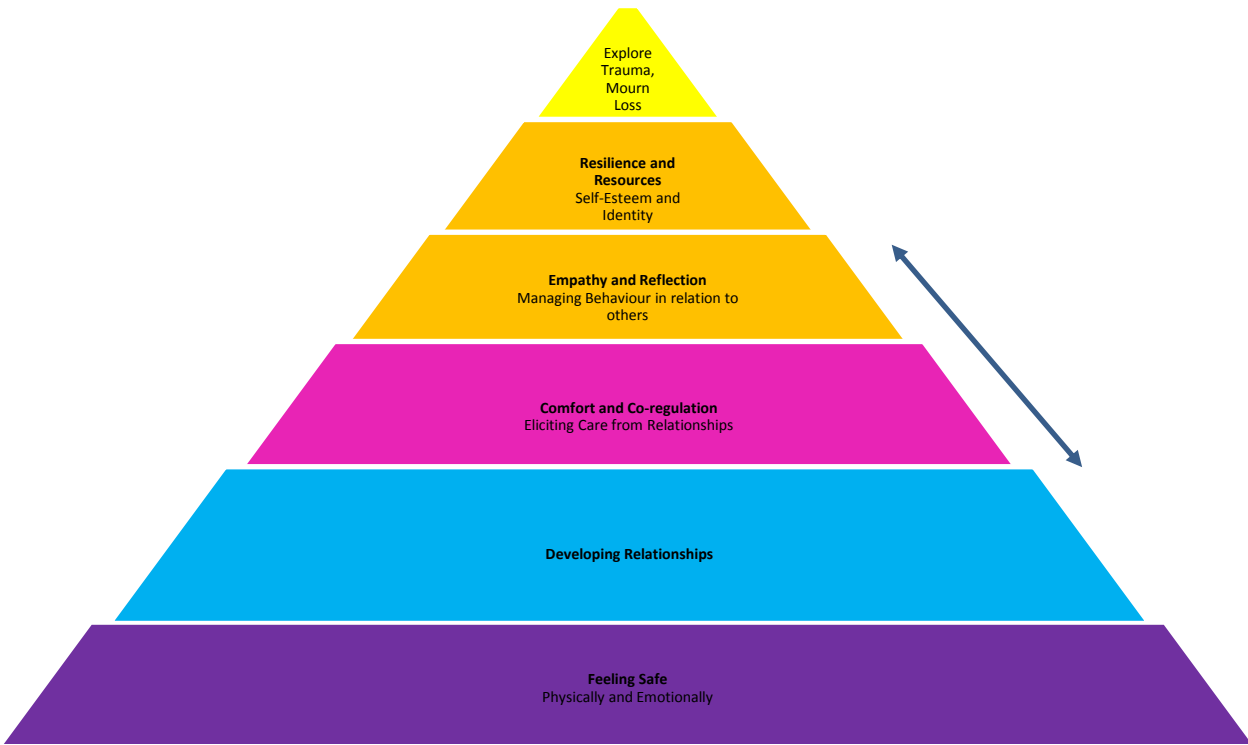 Explore
Trauma,
Mourn
Loss
Resilience and
Resources
Self-Esteem and
Identity
Empathy and Reflection
Managing Behaviour in relation to
others
Comfort and Co-regulation
Eliciting Care from Relationships
Developing Relationships
Feeling Safe
Physically and Emotionally